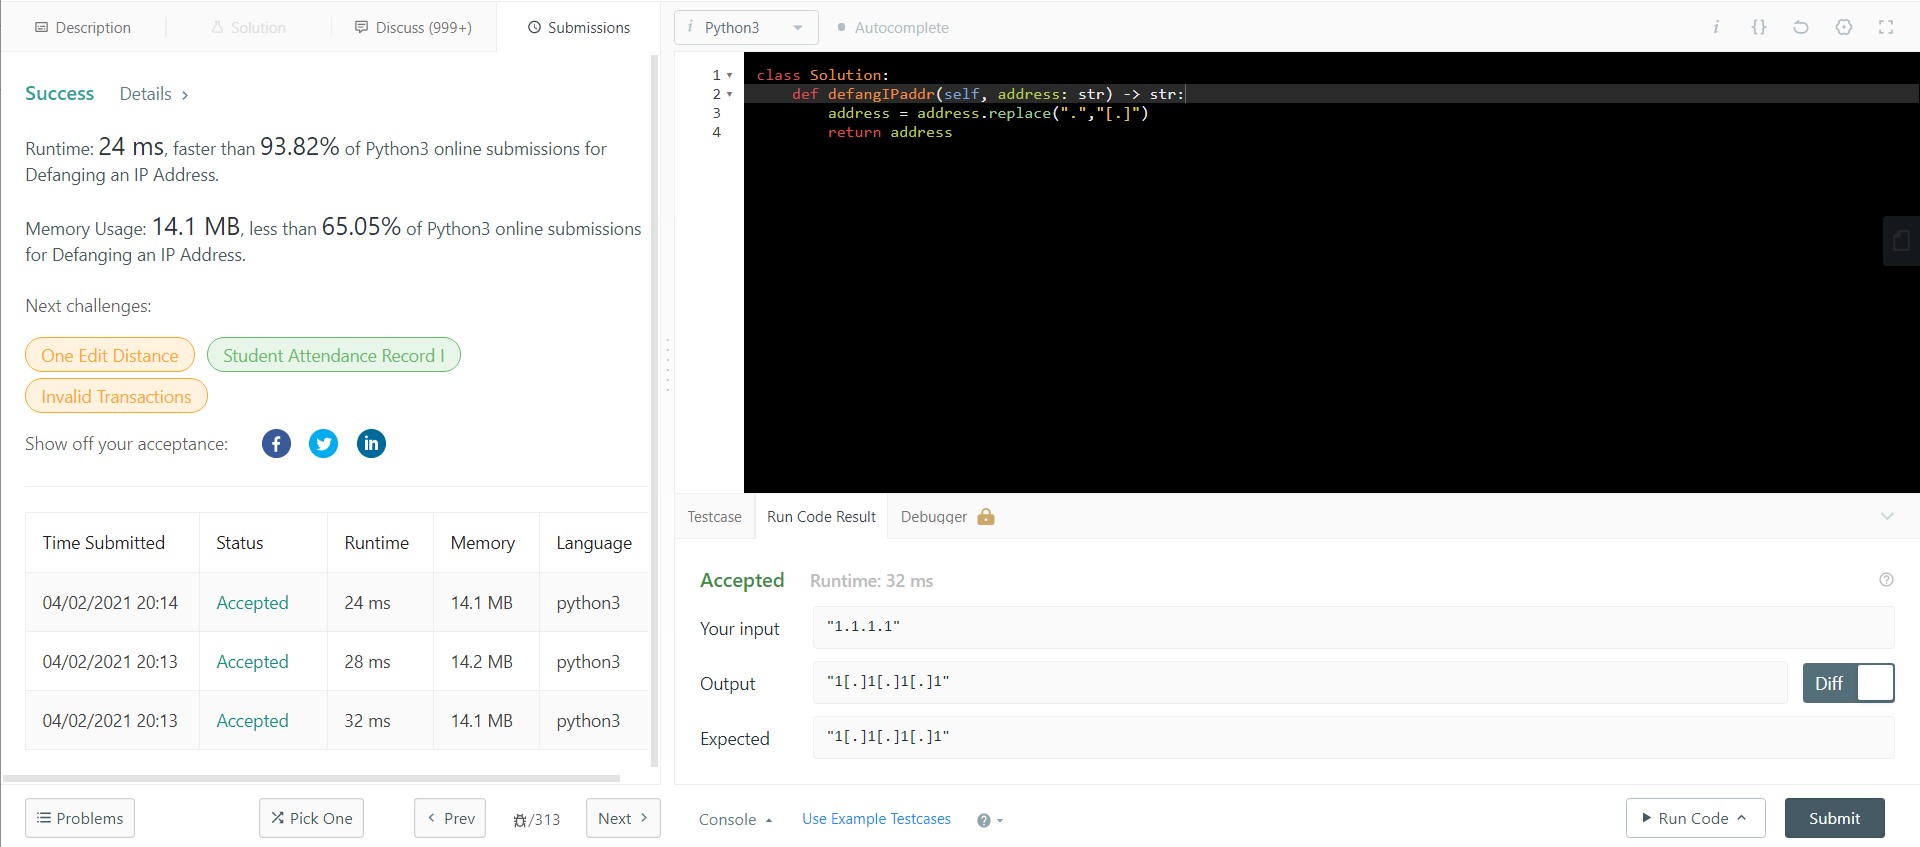 Description
Solution
Discuss (999+)
Submissions
Success
Details >
Runtime: 24 ms, faster than 93.82% of Python3 online submissions for
Defanging an IP Address.
Memory Usage: 14.1 MB, less than 65.05% of Python3 online submissions
for Defanging an IP Address.
Next challenges:
One Edit Distance
Student Attendance Record I
Invalid Transactions
Show off your acceptance:
Time Submitted Status Runtime Memory Language
04/02/2021 20:14 Accepted 24 ms 14.1 MB python3
04/02/2021 20:13 Accepted 28 ms 14.2 MB python3
04/02/2021 20:13 Accepted 32 ms 14.1 MB python3
Problems
Pick One
< Prev
/313
Next >
i Python3
Autocomplete
i {}
1 class Solution:
2     def defangIPaddr(self, address: str) -> str:
3         address = address.replace(".","[.]")
4         return address
Testcase
Run Code Result
Debugger
Accepted Runtime: 32 ms
Your input "1.1.1.1"
Output "1[.]1[.]1[.]1"
Diff
Expected "1[.]1[.]1[.]1"
Console
Use Example Testcases
?
Run Code
Submit